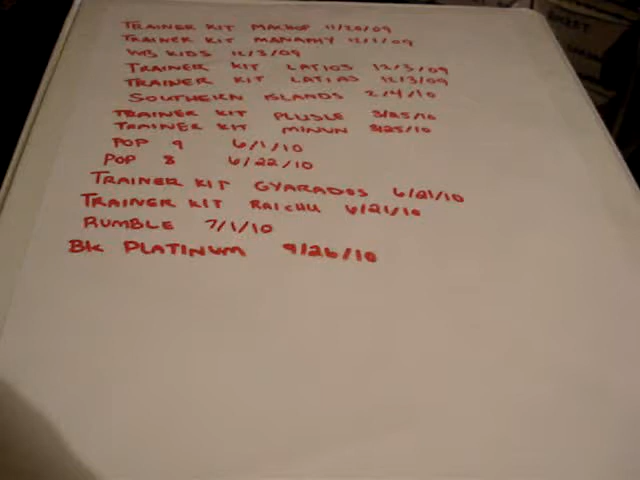 TRAINER KIT MACHOP 11/20/09
TRAINER KIT MANAPHY 12/1/09
WB KIDS 12/3/09
TRAINER KIT LATIOS 12/3/09
TRAINER KIT LATIAS 12/3/09
SOUTHERN ISLANDS 2/4/10
TRAINER KIT PLUSLE 3/25/10
TRAINER KIT MINUN 3/25/10
POP 9 6/1/10
POP 8 6/22/10
TRAINER KIT GYARADOS 6/21/10
TRAINER KIT RAICHU 6/21/10
RUMBLE 7/1/10
BK PLATINUM 9/26/10